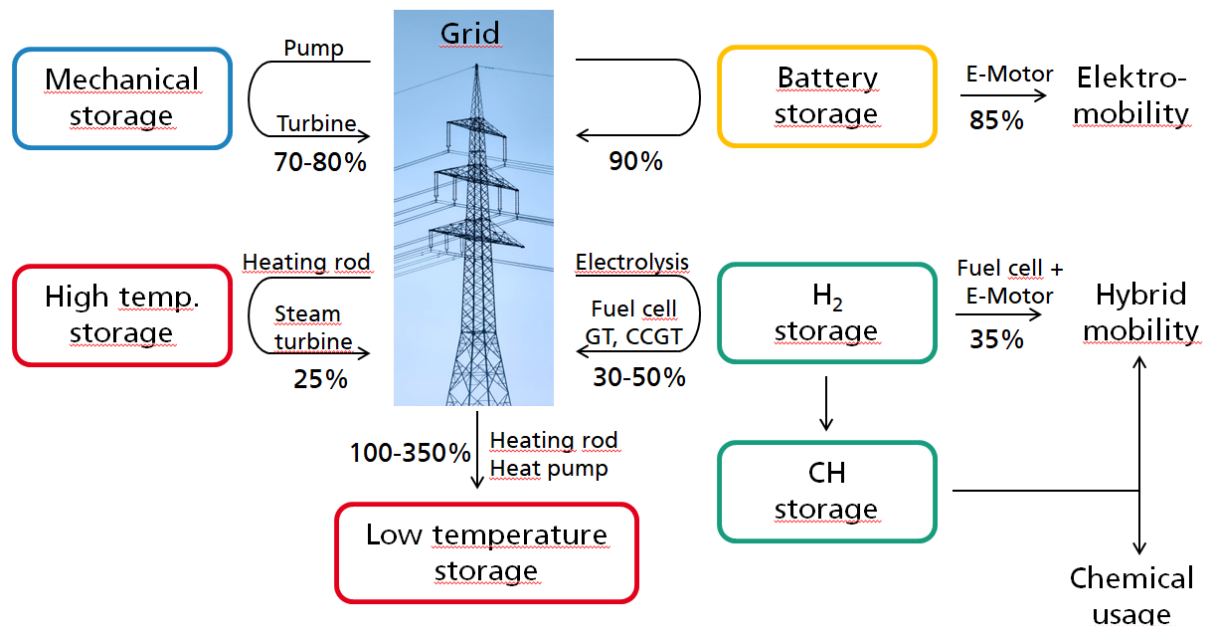 Grid
Pump
Mechanical
storage
Turbine
70-80%
Battery
storage
90%
E-Motor
85%
Elektro-
mobility
Heating rod
High temp.
storage
Steam
turbine
25%
Electrolysis
Fuel cell
GT, CCGT
30-50%
H₂
storage
Fuel cell +
E-Motor
35%
Hybrid
mobility
100-350%
Heating rod
Heat pump
Low temperature
storage
CH
storage
Chemical
usage